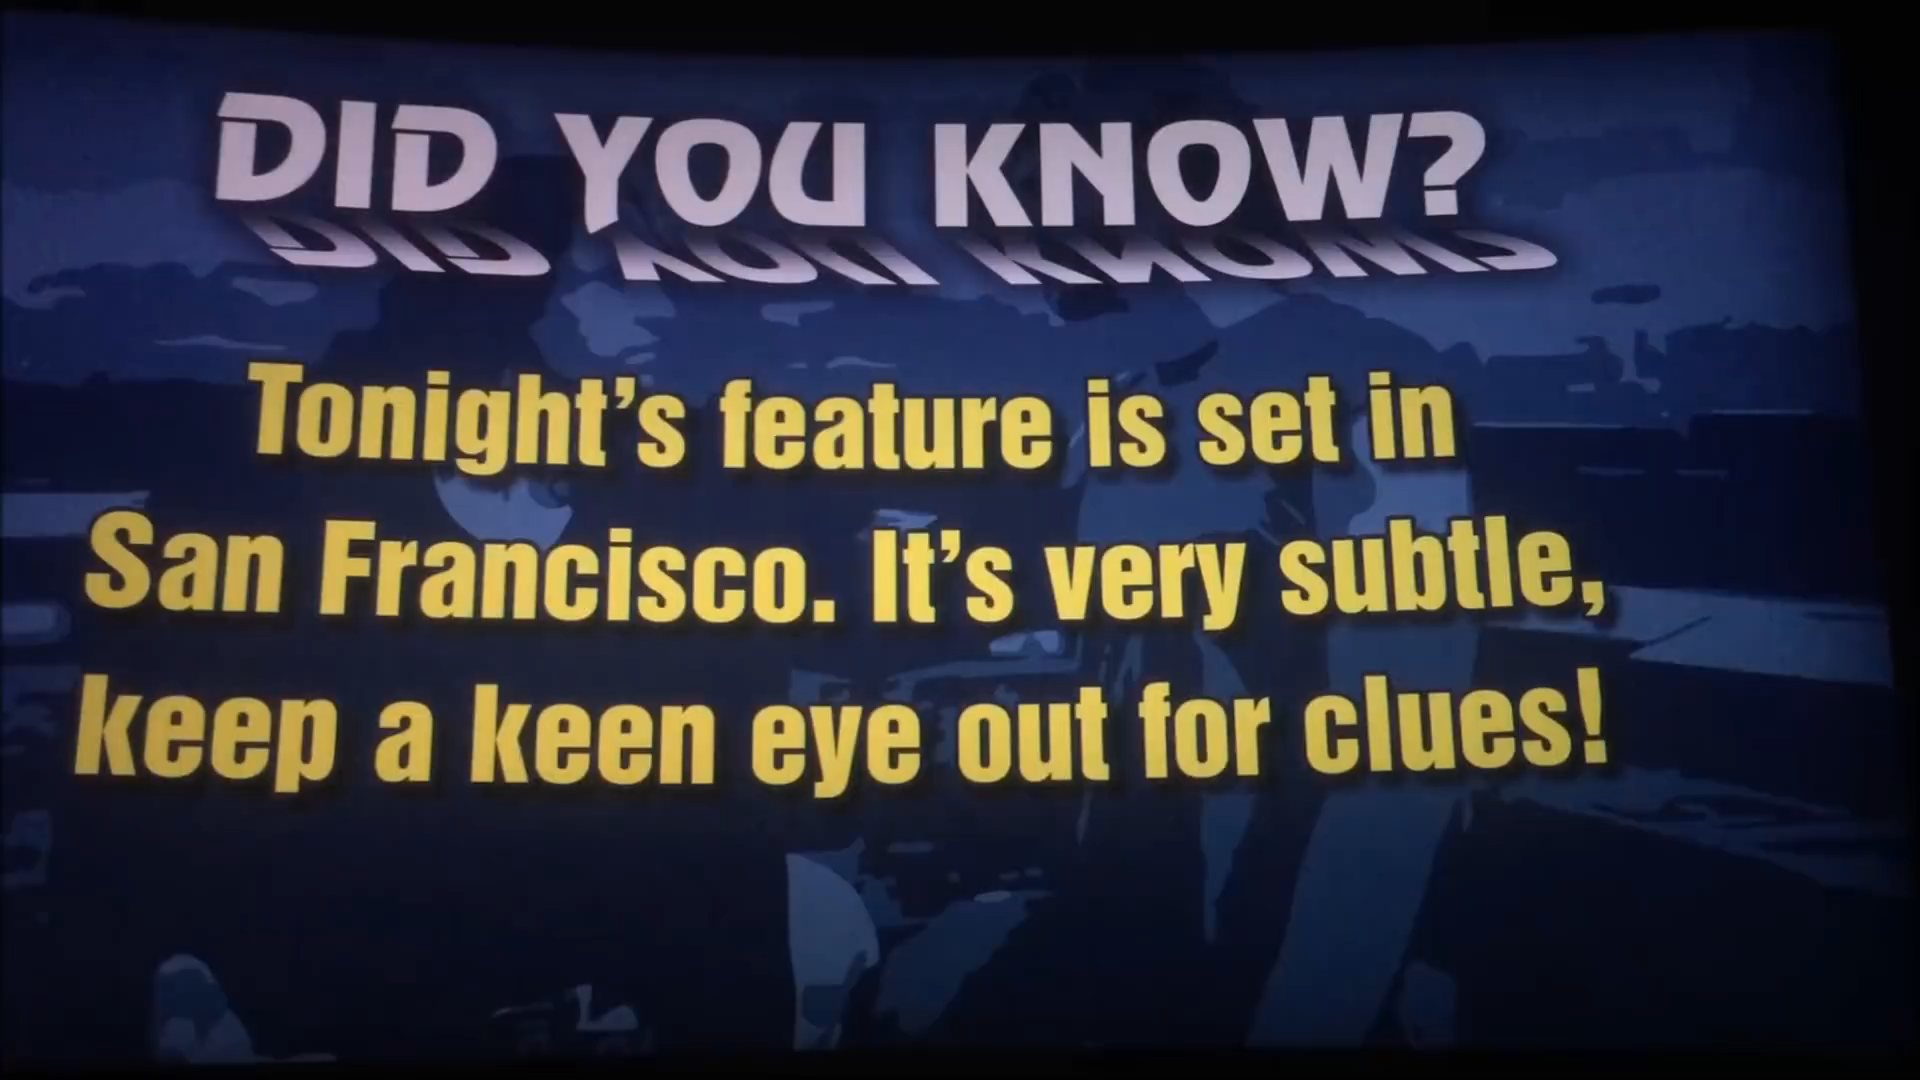 DID YOU KNOW?
Tonight's feature is set in
San Francisco. It's very subtle,
keep a keen eye out for clues!